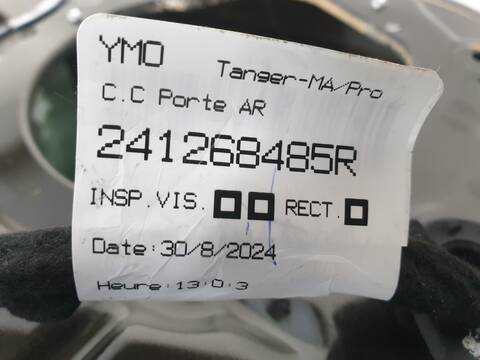 YMO
Tanger-MA/Pro
C.C Porte AR
241268485R
INSP.VIS. RECT.
Date:30/8/2024
Heure:13:0:3